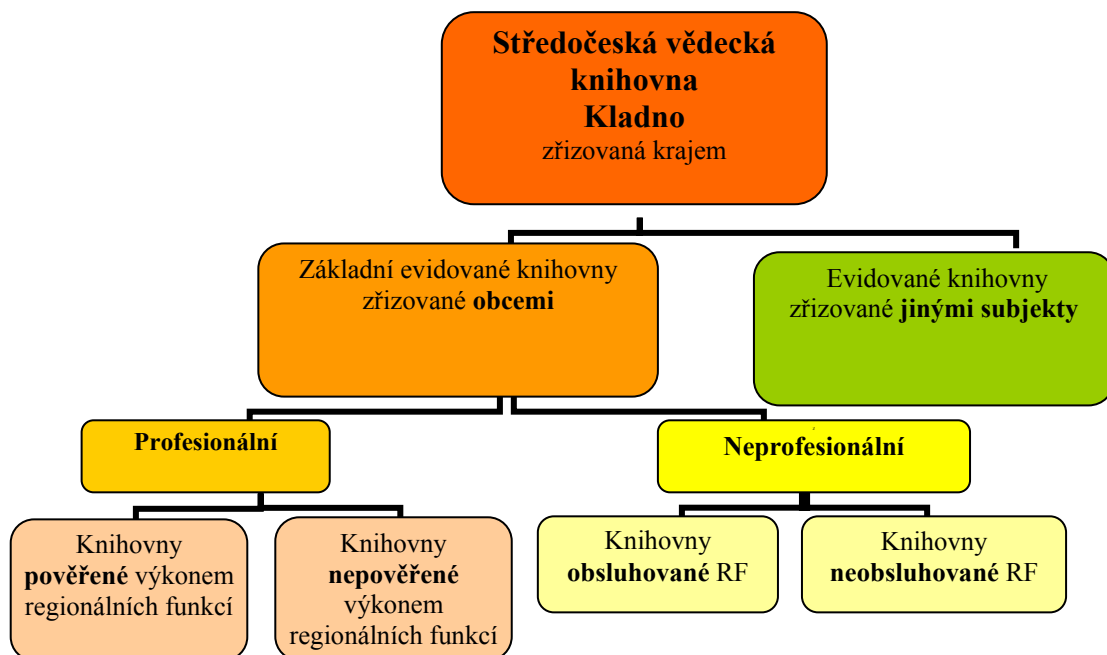 Středočeská vědecká
knihovna
Kladno
zřizovaná krajem
Základní evidované knihovny
zřizované obcemi
Evidované knihovny
zřizované jinými subjekty
Profesionální
Neprofesionální
Knihovny
pověřené výkonem
regionálních funkcí
Knihovny
nepověřené
výkonem
regionálních funkcí
Knihovny
obsluhované RF
Knihovny
neobsluhované RF